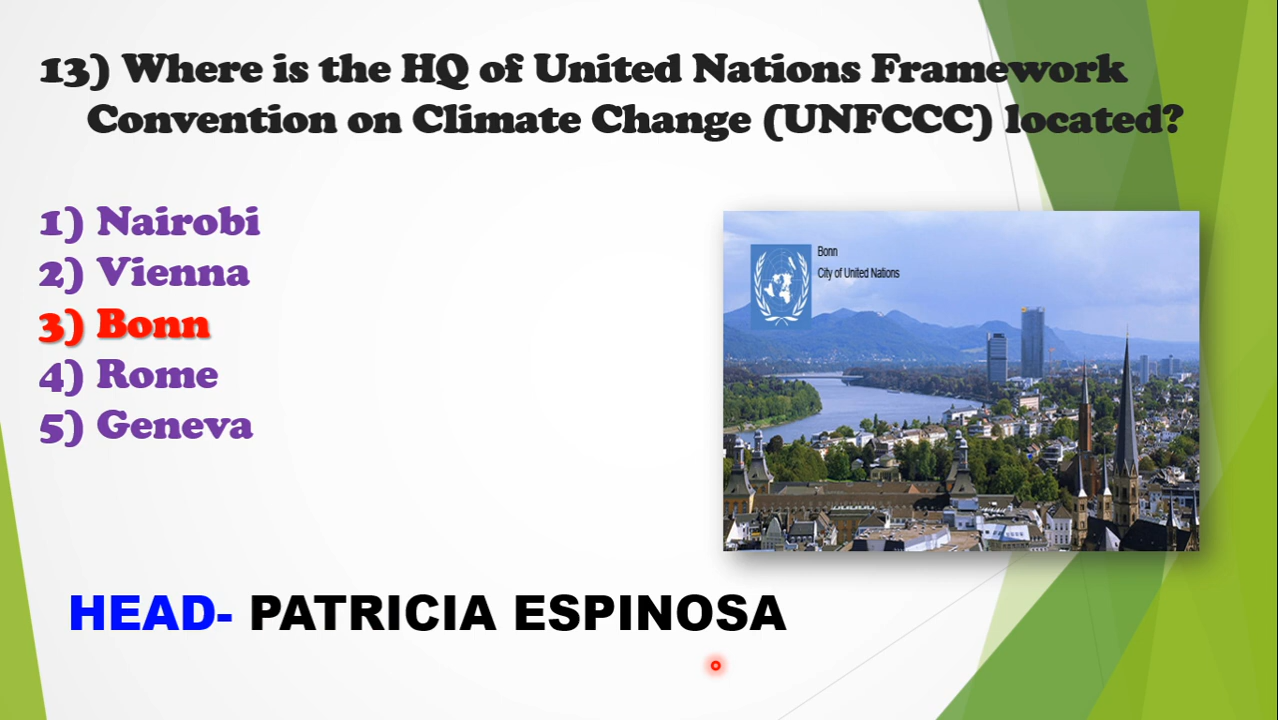 13) Where is the HQ of United Nations Framework
Convention on Climate Change (UNFCCC) located?
1) Nairobi
2) Vienna
3) Bonn
4) Rome
5) Geneva
Bonn
City of United Nations
HEAD- PATRICIA ESPINOSA